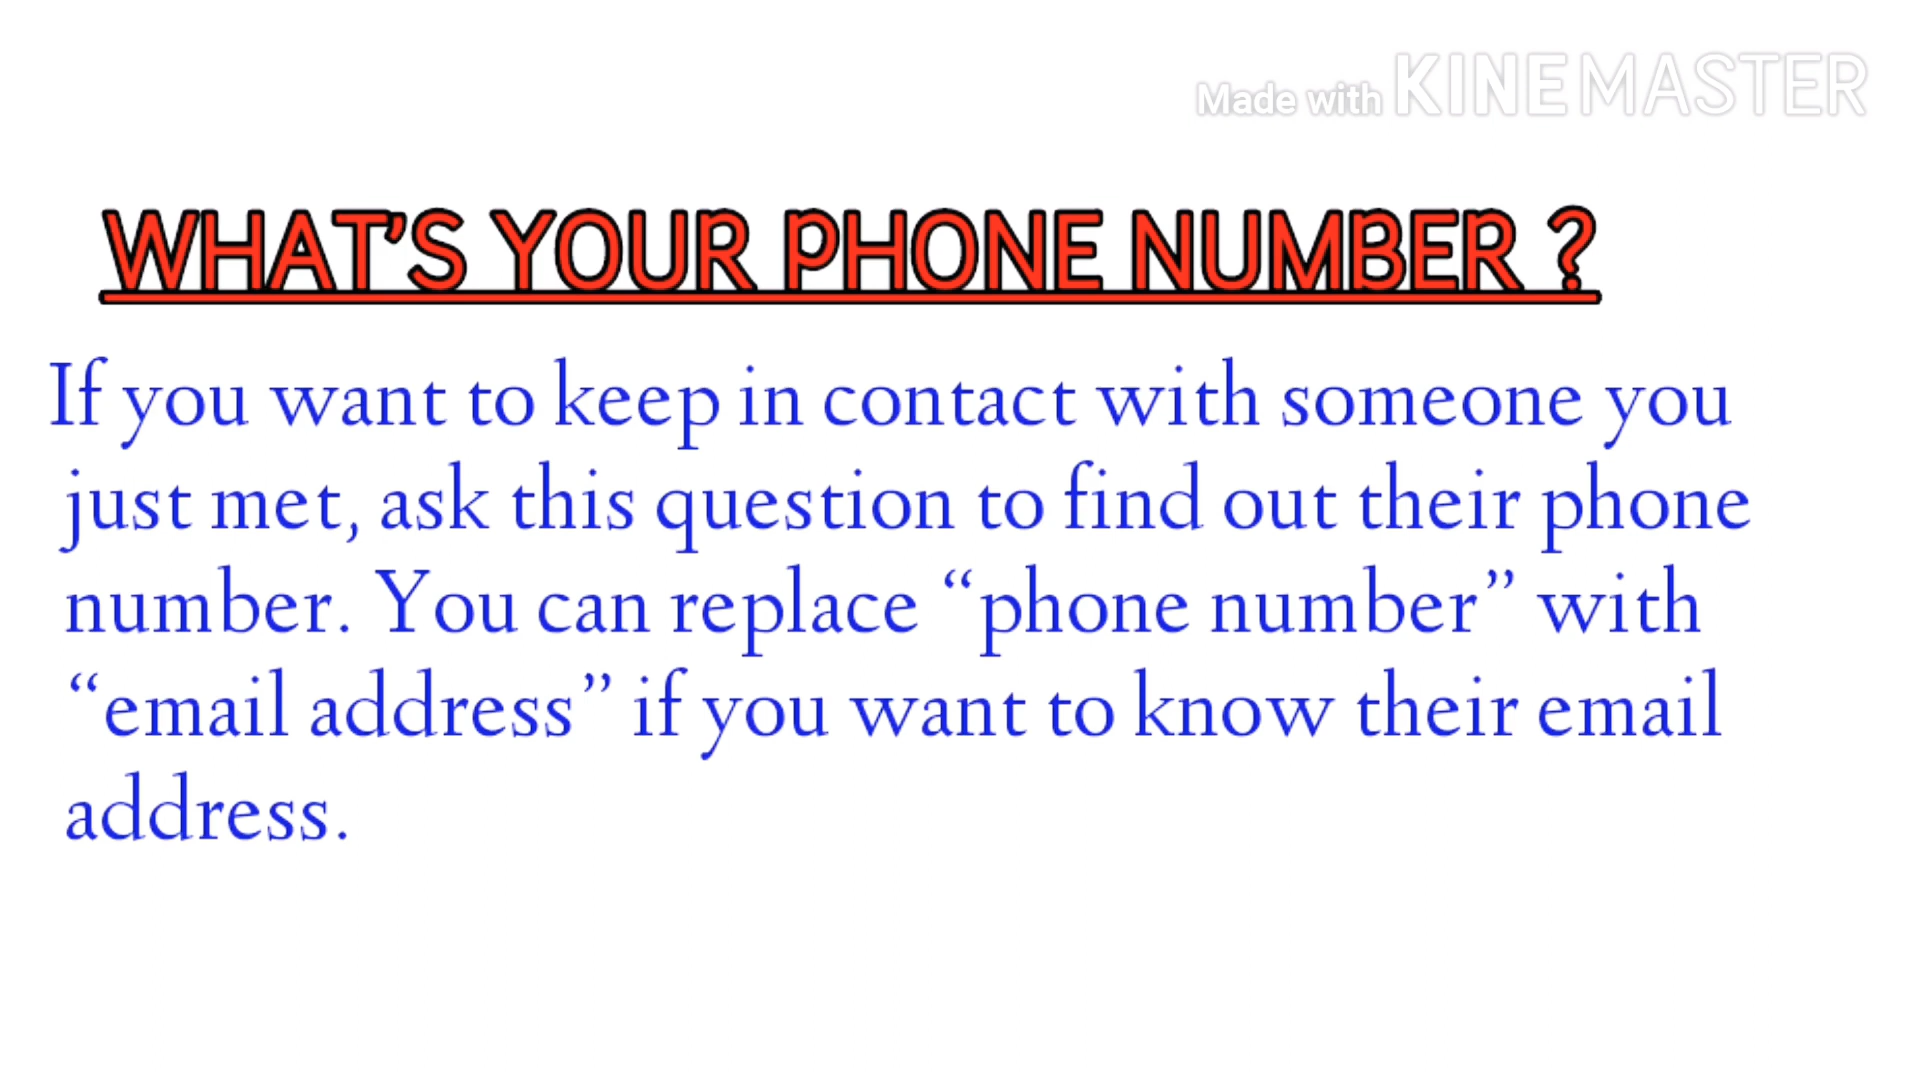 Made with KINEMASTER
WHAT'S YOUR PHONE NUMBER ?
If you want to keep in contact with someone you
just met, ask this question to find out their phone
number. You can replace “phone number” with
“email address” if you want to know their email
address.